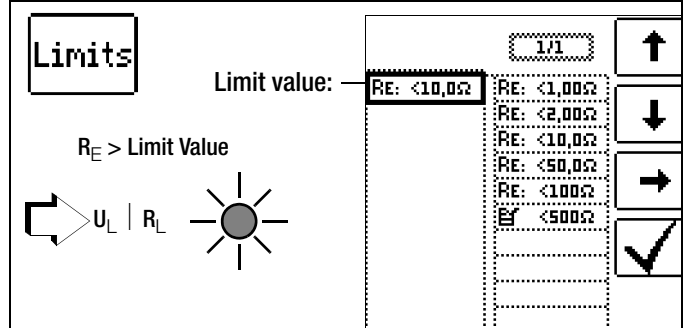 Limits
1/1
Limit value:
RE: <10,0Ω
RE: <1,00Ω
RE: <2,00Ω
RE: <10,0Ω
RE: <50,0Ω
RE: <100Ω
<500Ω
RE > Limit Value
UL | RL